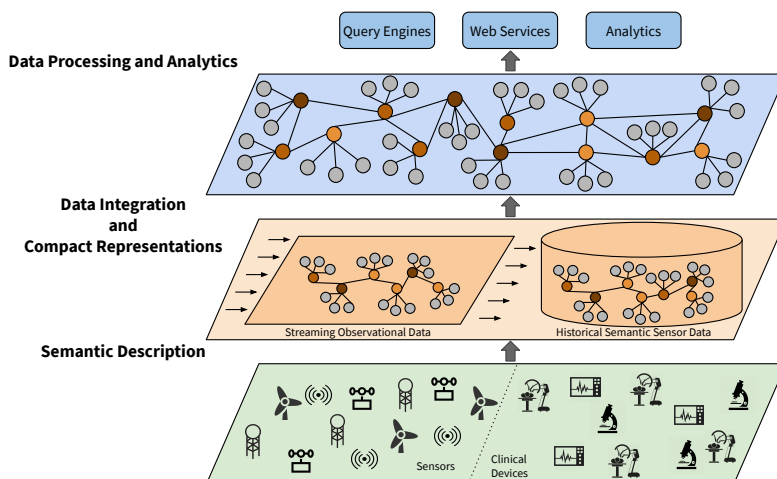 Query Engines
Web Services
Analytics
Data Processing and Analytics
Data Integration
and
Compact Representations
Streaming Observational Data
Historical Semantic Sensor Data
Semantic Description
Sensors
Clinical
Devices